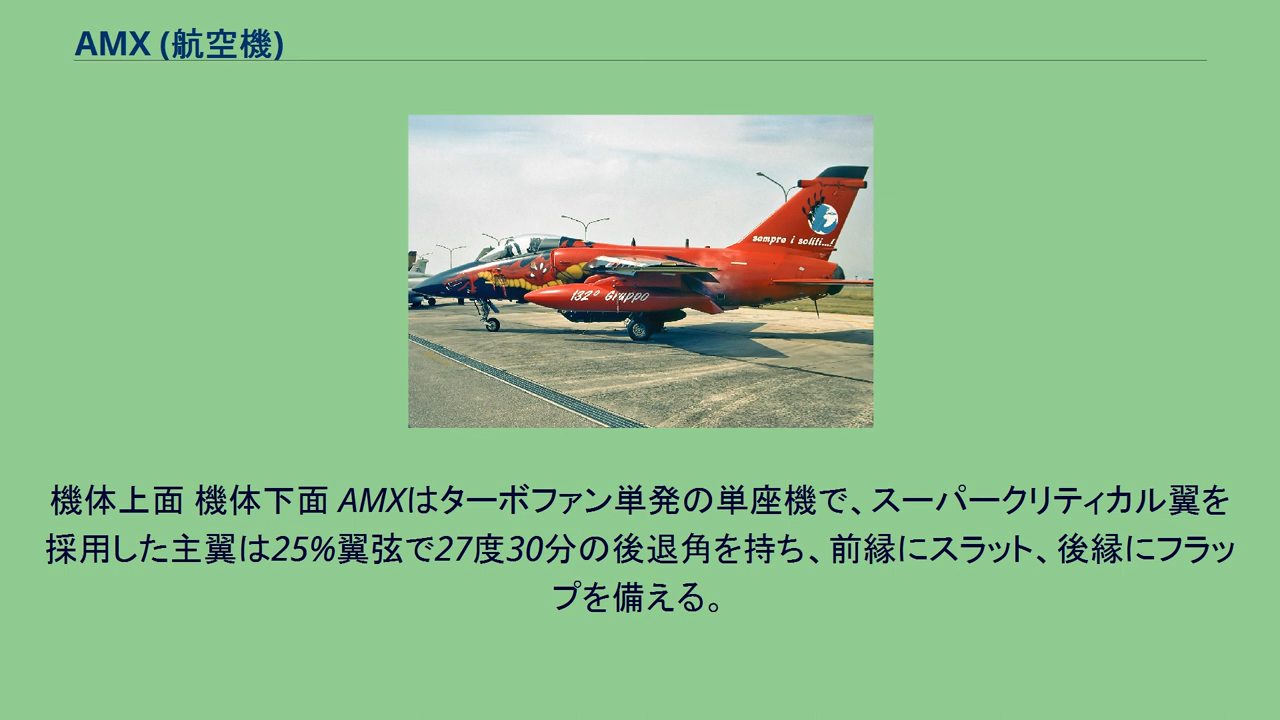 AMX (航空機)
sempre i soliti...!
132° Gruppo
機体上面 機体下面 AMXはターボファン単発の単座機で、スーパークリティカル翼を
採用した主翼は25%翼弦で27度30分の後退角を持ち、前縁にスラット、後縁にフラッ
プを備える。